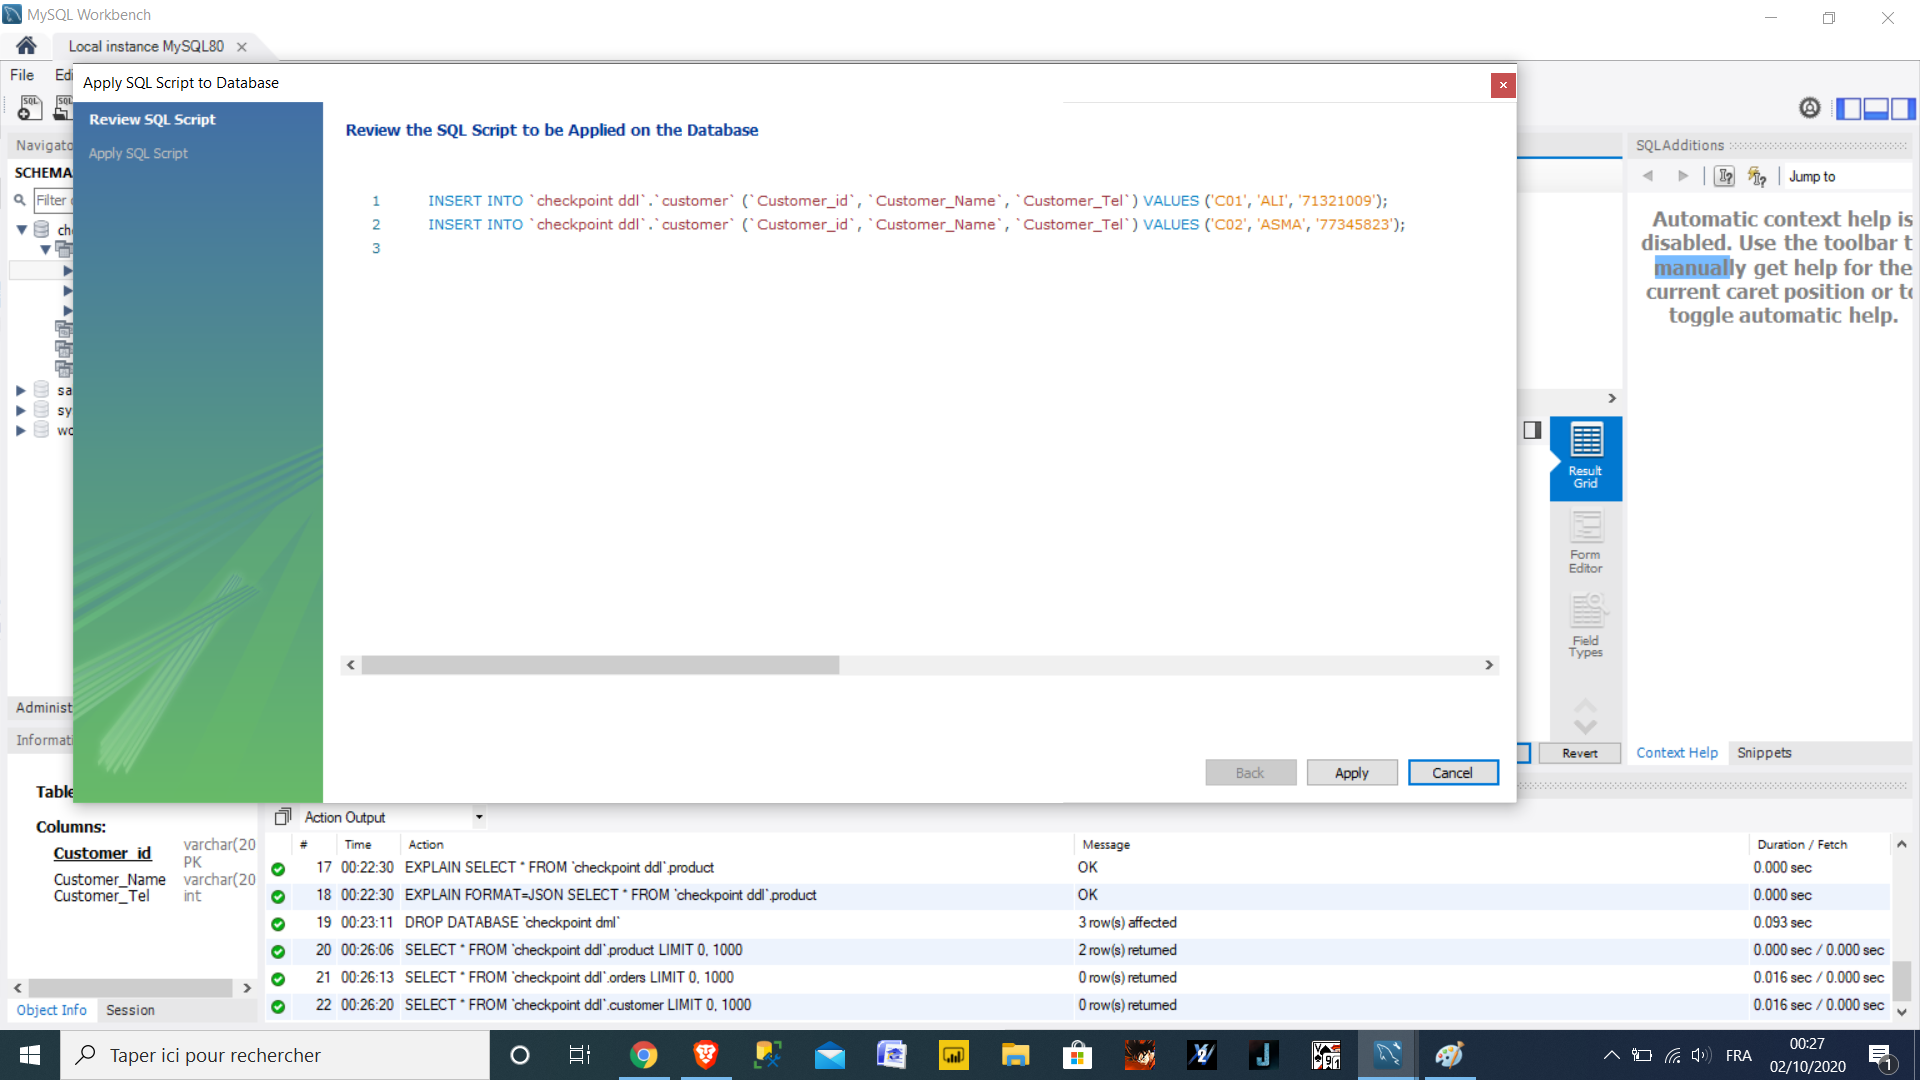 MySQL Workbench
Local instance MySQL80
File
Apply SQL Script to Database
Review SQL Script
Apply SQL Script
Review the SQL Script to be Applied on the Database
1 INSERT INTO `checkpoint ddl`.`customer` (`Customer_id`, `Customer_Name`, `Customer_Tel`) VALUES ('C01', 'ALI', '71321009');
2 INSERT INTO `checkpoint ddl`.`customer` (`Customer_id`, `Customer_Name`, `Customer_Tel`) VALUES ('C02', 'ASMA', '77345823');
3
Back
Apply
Cancel
Navigato
SCHEMA
Filter
ch
sa
sy
wo
Administ
Informati
SQLAdditions
Jump to
Automatic context help is
disabled. Use the toolbar t
manually get help for the
current caret position or to
toggle automatic help.
Result
Grid
Form
Editor
Field
Types
Revert
Context Help
Snippets
Table
Columns:
Customer_id varchar(20
PK
Customer_Name varchar(20
Customer_Tel int
Object Info
Session
Action Output
# Time Action Message Duration / Fetch
17 00:22:30 EXPLAIN SELECT * FROM `checkpoint ddl`.product OK 0.000 sec
18 00:22:30 EXPLAIN FORMAT=JSON SELECT * FROM `checkpoint ddl`.product OK 0.000 sec
19 00:23:11 DROP DATABASE `checkpoint dml` 3 row(s) affected 0.093 sec
20 00:26:06 SELECT * FROM `checkpoint ddl`.product LIMIT 0, 1000 2 row(s) returned 0.000 sec / 0.000 sec
21 00:26:13 SELECT * FROM `checkpoint ddl`.orders LIMIT 0, 1000 0 row(s) returned 0.016 sec / 0.000 sec
22 00:26:20 SELECT * FROM `checkpoint ddl`.customer LIMIT 0, 1000 0 row(s) returned 0.016 sec / 0.000 sec
Taper ici pour rechercher
FRA
00:27
02/10/2020
1